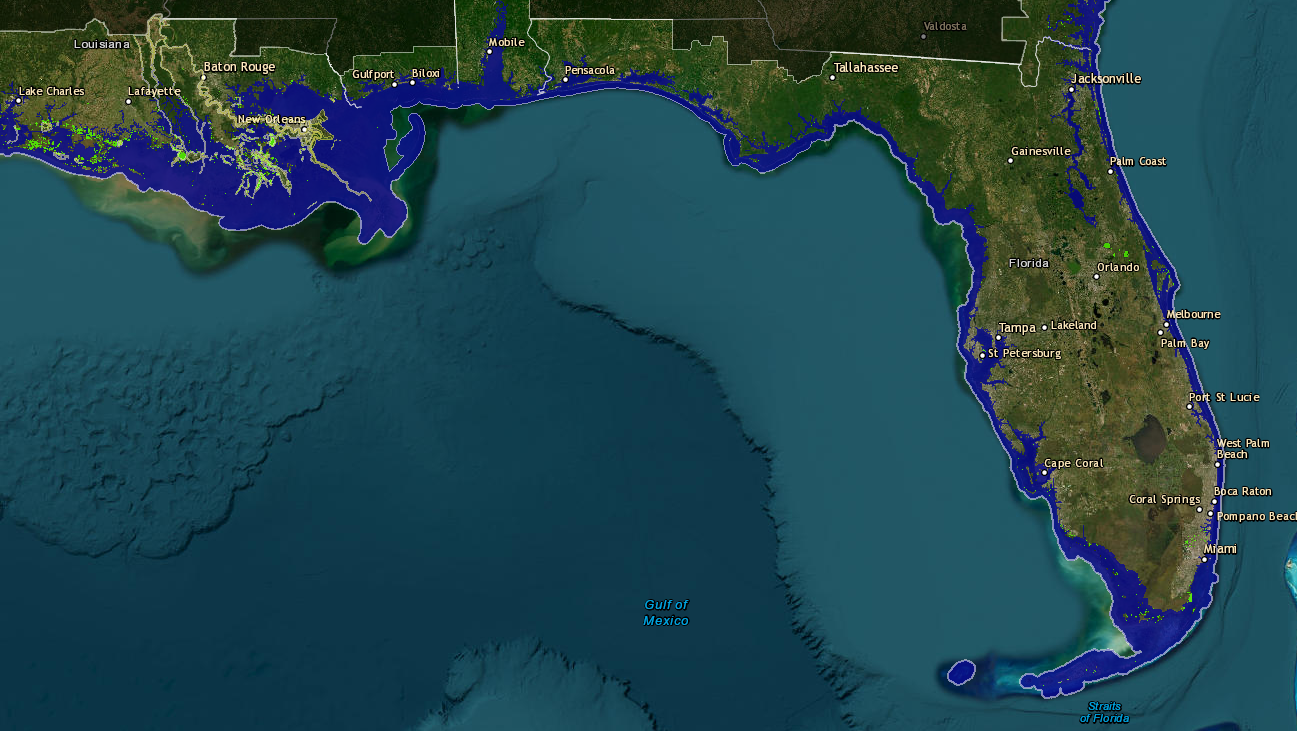 Valdosta
Louisiana
Mobile
Baton Rouge
Gulfport
Biloxi
Pensacola
Tallahassee
Jacksonville
Lake Charles
Lafayette
New Orleans
Gainesville
Palm Coast
Florida
Orlando
Melbourne
Tampa
Lakeland
Palm Bay
St Petersburg
Port St Lucie
West Palm
Beach
Cape Coral
Boca Raton
Coral Springs
Pompano Beach
Miami
Gulf of
Mexico
Straits
of Florida